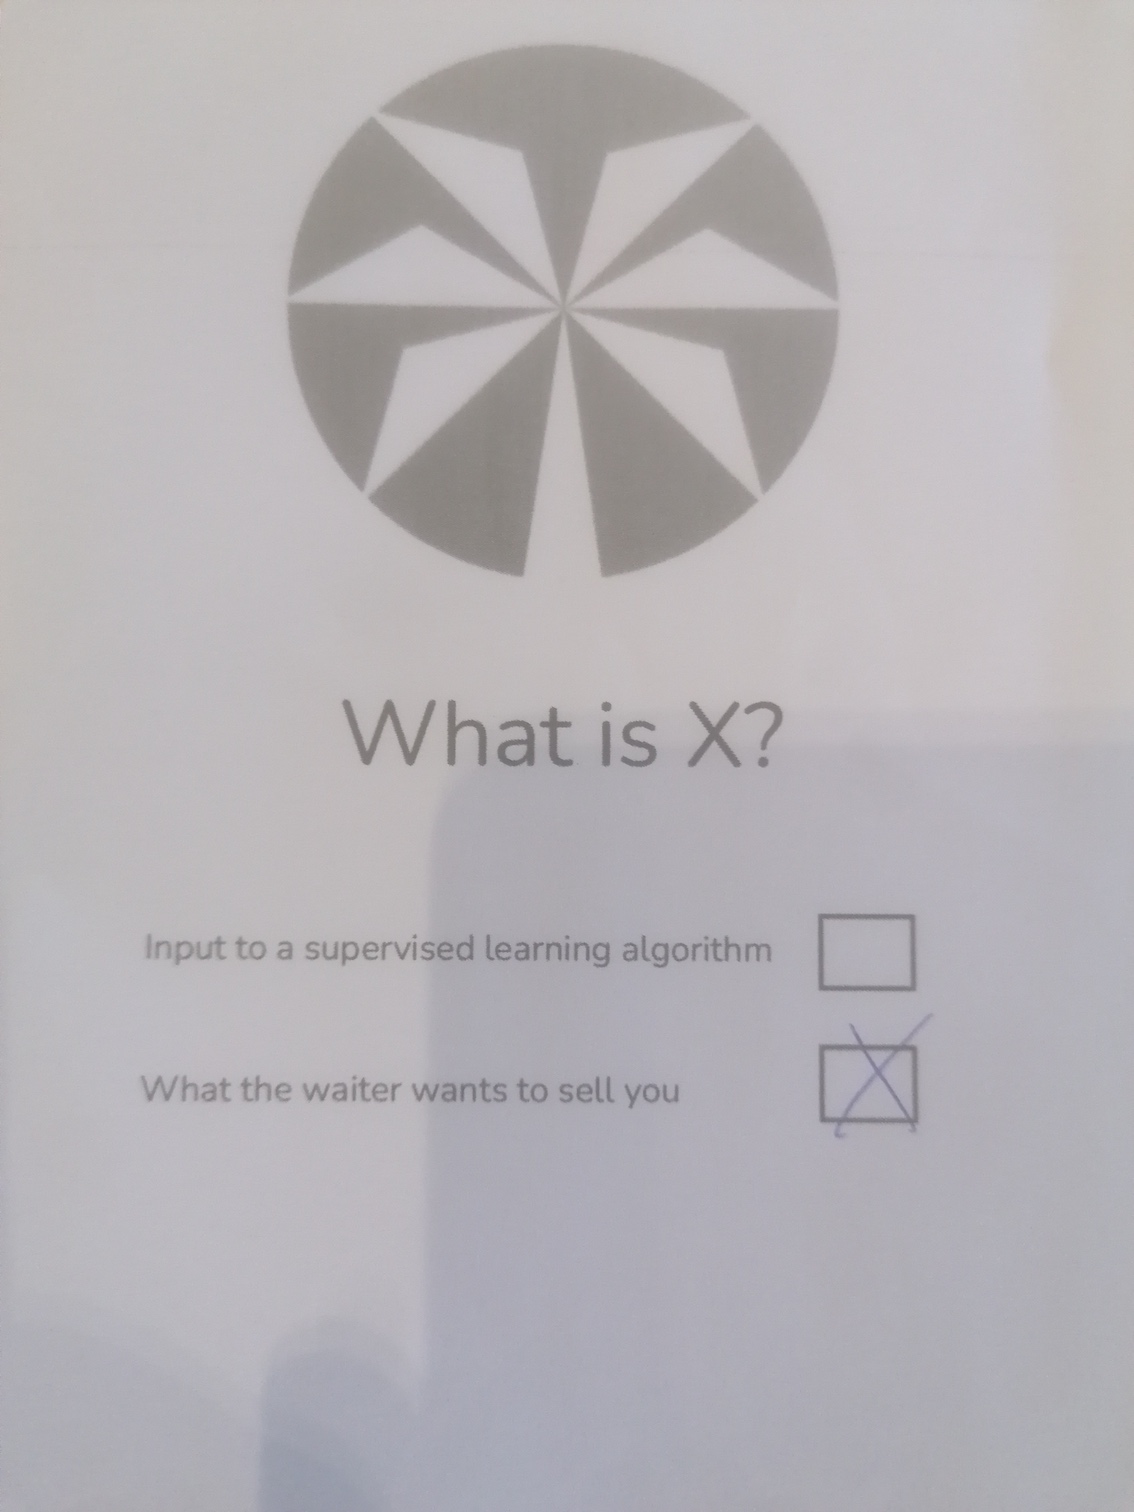 What is X?
Input to a supervised learning algorithm
What the waiter wants to sell you